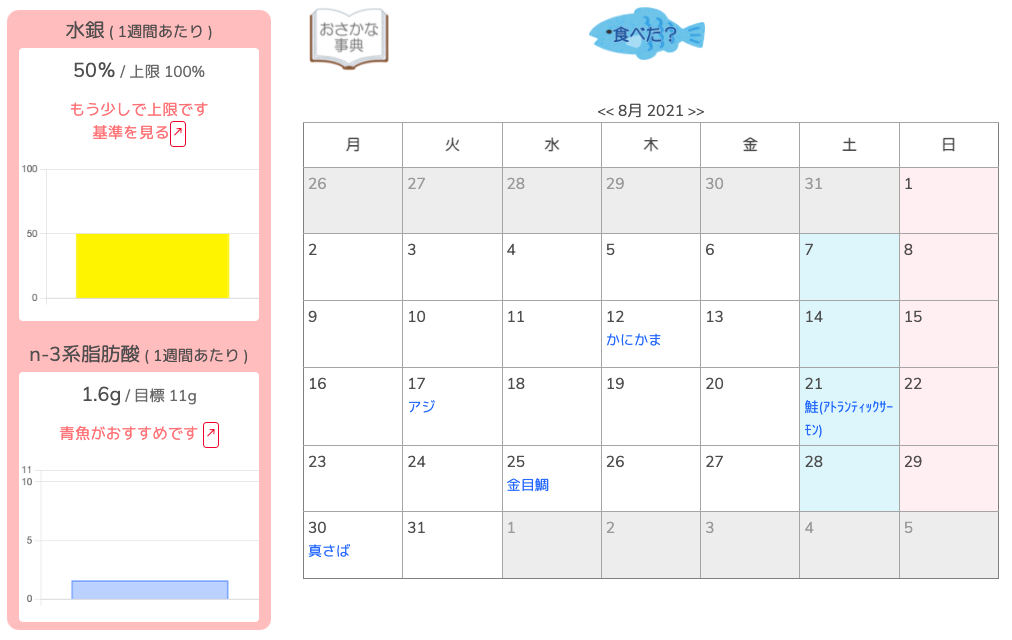 水銀 ( 1週間あたり )
50% / 上限 100%
もう少しで上限です
基準を見る
100
50
0
n-3系脂肪酸 ( 1週間あたり )
1.6g / 目標 11g
青魚がおすすめです
11
10
5
0
おさかな
事典
食べた？
<< 8月 2021 >>
月 火 水 木 金 土 日
26 27 28 29 30 31 1
2 3 4 5 6 7 8
9 10 11 12 13 14 15
かにかま
16 17 18 19 20 21 22
アジ 鮭(ｱﾄﾗﾝﾃｨｯｸｻｰ
ﾓﾝ)
23 24 25 26 27 28 29
金目鯛
30 31 1 2 3 4 5
真さば